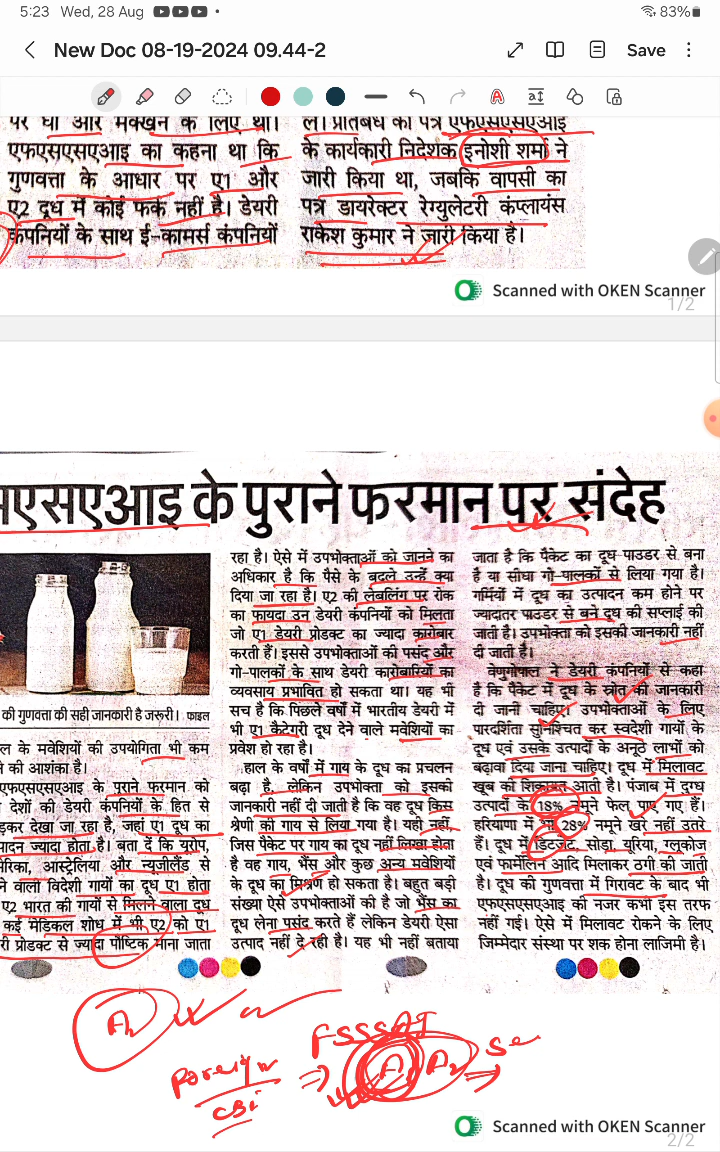 5:23 Wed, 28 Aug
83%
New Doc 08-19-2024 09.44-2
Save
पर घी और मक्खन के लिए था।
एफएसएसएआइ का कहना था कि
गुणवत्ता के आधार पर ए1 और
ए2 दूध में कोई फर्क नहीं है। डेयरी
कंपनियों के साथ ई-कामर्स कंपनियों
ले। प्रतिबंध का पत्र एफएसएसएआइ
के कार्यकारी निदेशक इनोशी शर्मा ने
जारी किया था, जबकि वापसी का
पत्र डायरेक्टर रेगुलेटरी कंप्लायंस
राकेश कुमार ने जारी किया है।
Scanned with OKEN Scanner
1/2
एसएआइ के पुराने फरमान पर संदेह
की गुणवत्ता की सही जानकारी है जरूरी। फाइल
ल के मवेशियों की उपयोगिता भी कम
की आशंका है।
एफएसएसएआइ के पुराने फरमान को
देशों की डेयरी कंपनियों के हित से
ड़कर देखा जा रहा है, जहां ए1 दूध का
पादन ज्यादा होता है। बता दें कि यूरोप,
रिका, आस्ट्रेलिया और न्यूजीलैंड से
ने वाली विदेशी गायों का दूध ए1 होता
ए2 भारत की गायों से मिलने वाला दूध
कई मेडिकल शोध में भी ए2 को ए1
री प्रोडक्ट से ज्यादा पौष्टिक माना जाता
रहा है। ऐसे में उपभोक्ताओं को जानने का
अधिकार है कि पैसे के बदले उन्हें क्या
दिया जा रहा है। ए2 की लेबलिंग पर रोक
का फायदा उन डेयरी कंपनियों को मिलता
जो ए1 डेयरी प्रोडक्ट का ज्यादा कारोबार
करती हैं। इससे उपभोक्ताओं की पसंद और
गो-पालकों के साथ डेयरी कारोबारियों का
व्यवसाय प्रभावित हो सकता था। यह भी
सच है कि पिछले वर्षों में भारतीय डेयरी में
भी ए1 कैटेगरी दूध देने वाले मवेशियों का
प्रवेश हो रहा है।
हाल के वर्षों में गाय के दूध का प्रचलन
बढ़ा है, लेकिन उपभोक्ता को इसकी
जानकारी नहीं दी जाती है कि वह दूध किस
श्रेणी की गाय से लिया गया है। यही नहीं,
जिस पैकेट पर गाय का दूध नहीं लिखा होता
है वह गाय, भैंस और कुछ अन्य मवेशियों
के दूध का मिश्रण हो सकता है। बहुत बड़ी
संख्या ऐसे उपभोक्ताओं की है जो भैंस का
दूध लेना पसंद करते हैं लेकिन डेयरी ऐसा
उत्पाद नहीं दे रही है। यह भी नहीं बताया
जाता है कि पैकेट का दूध पाउडर से बना
है या सीधा गो-पालकों से लिया गया है।
गर्मियों में दूध का उत्पादन कम होने पर
ज्यादातर पाउडर से बने दूध की सप्लाई की
जाती है। उपभोक्ता को इसकी जानकारी नहीं
दी जाती है।
वेणुगोपाल ने डेयरी कंपनियों से कहा
है कि पैकेट में दूध के स्रोत की जानकारी
दी जानी चाहिए। उपभोक्ताओं के लिए
पारदर्शिता सुनिश्चित कर स्वदेशी गायों के
दूध एवं उसके उत्पादों के अनूठे लाभों को
बढ़ावा दिया जाना चाहिए। दूध में मिलावट
खूब की शिकायत आती है। पंजाब में दुग्ध
उत्पादों के 18% नमूने फेल पाए गए हैं।
हरियाणा में भी 28% नमूने खरे नहीं उतरे
हैं। दूध में डिटर्जेंट, सोडा, यूरिया, ग्लूकोज
एवं फार्मेलिन आदि मिलाकर ठगी की जाती
है। दूध की गुणवत्ता में गिरावट के बाद भी
एफएसएसएआइ की नजर कभी इस तरफ
नहीं गई। ऐसे में मिलावट रोकने के लिए
जिम्मेदार संस्था पर शक होना लाजिमी है।
FSSSAI
Foreign
A1 A2
CBI
Scanned with OKEN Scanner
2/2